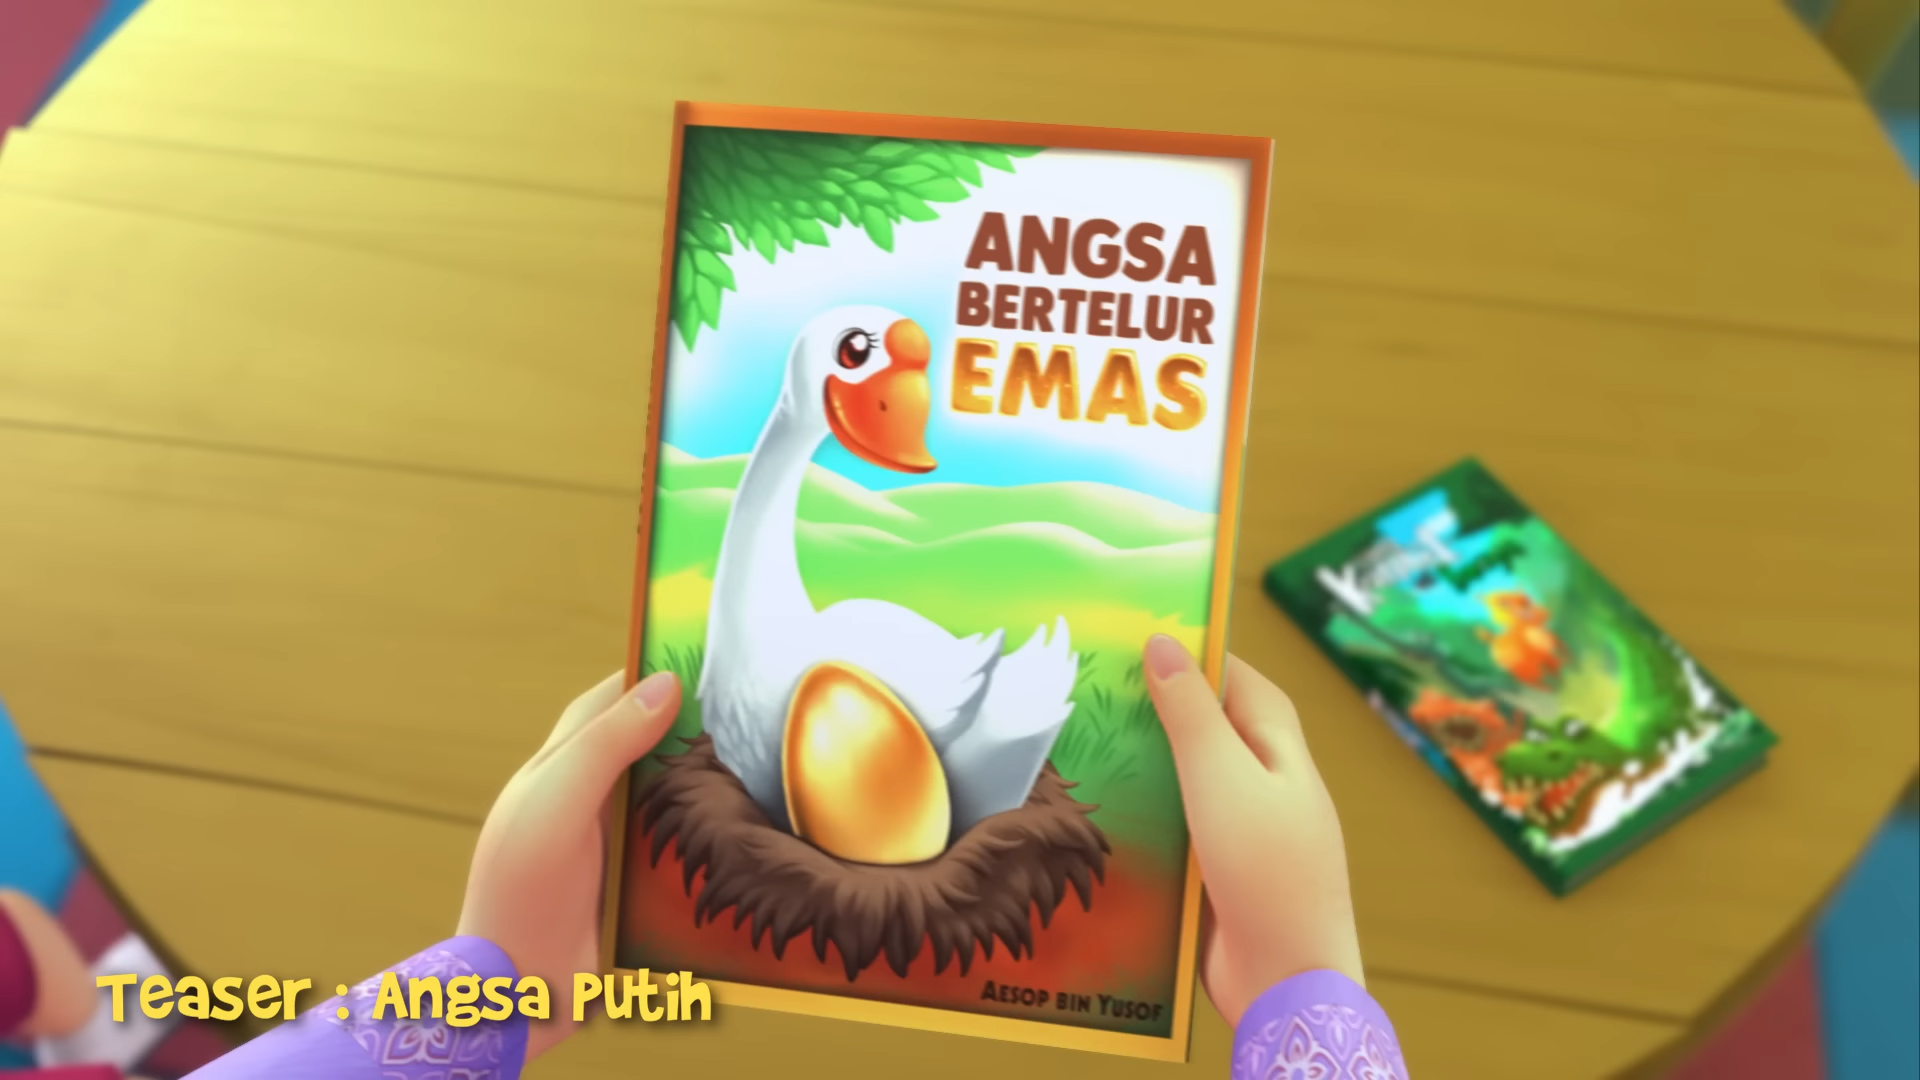 ANGSA
BERTELUR
EMAS
AESOP BIN YUSOF
Teaser : Angsa Putih